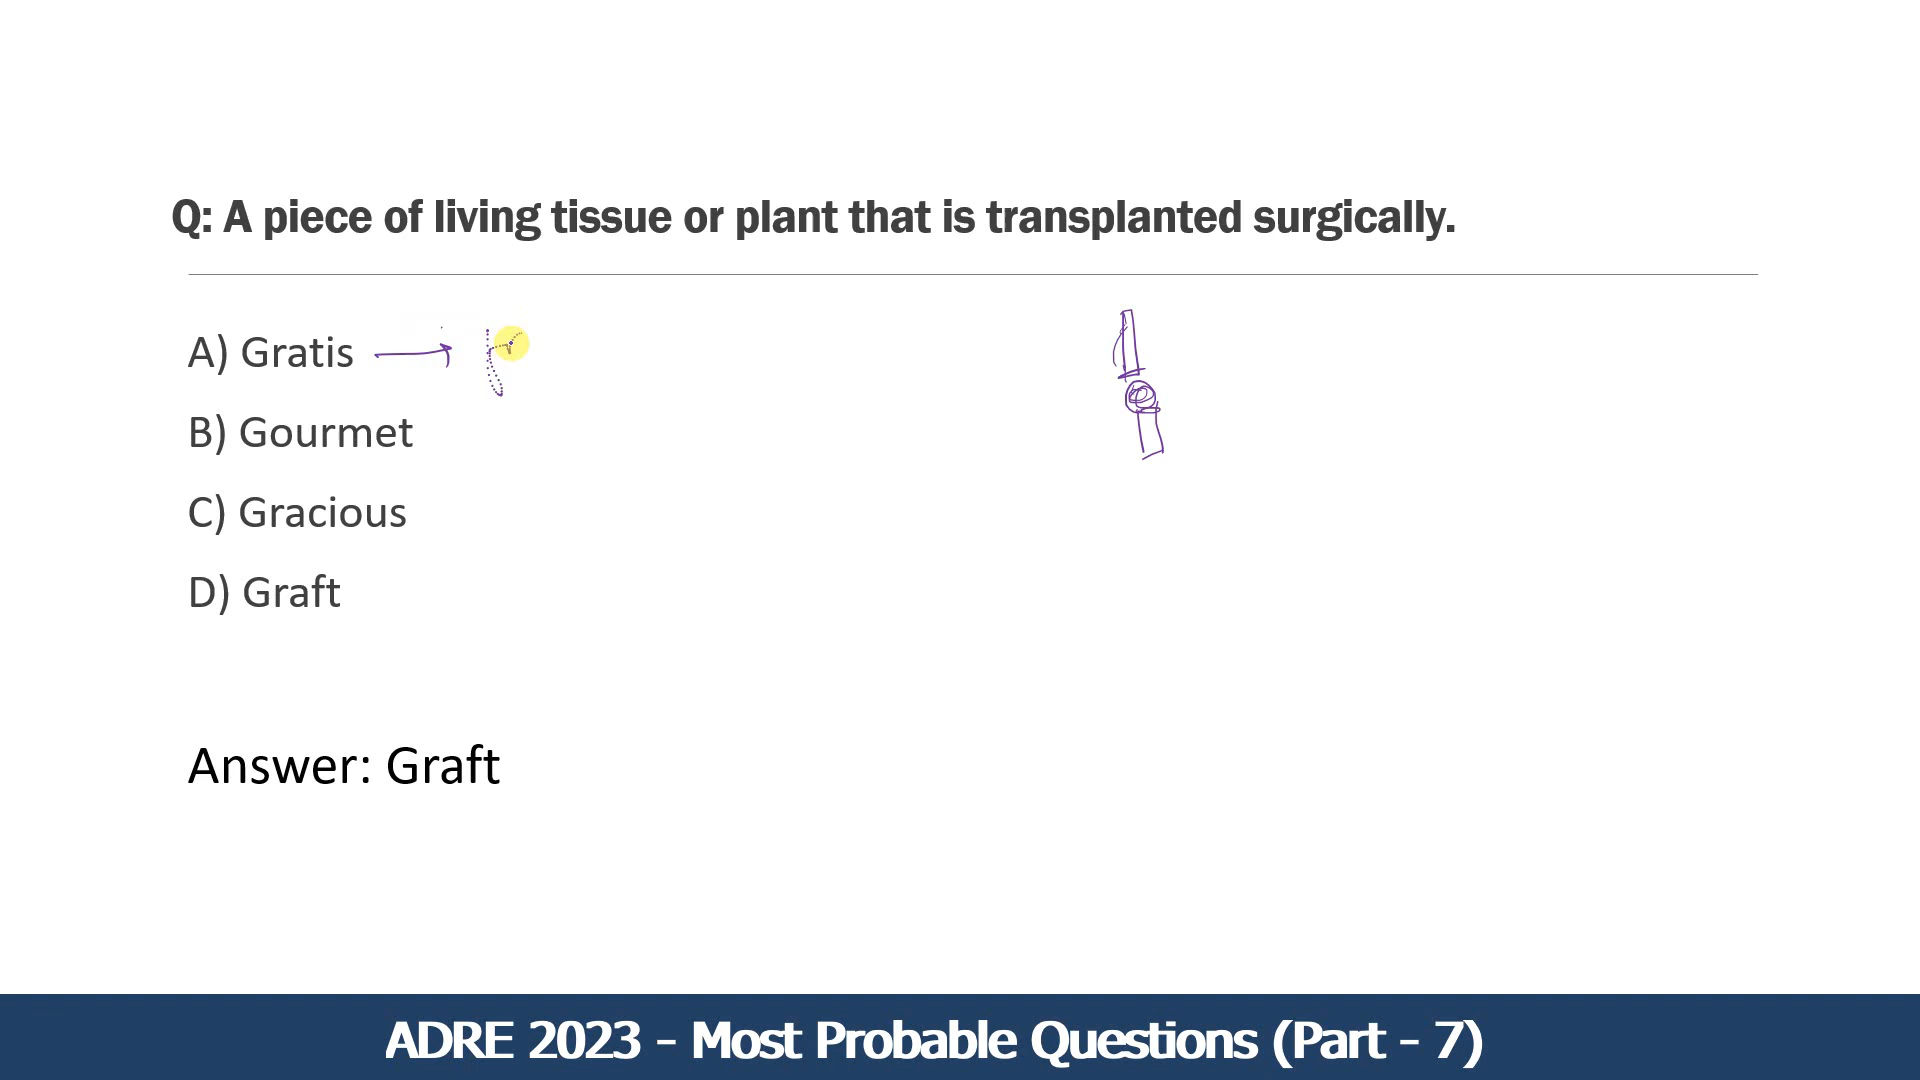 Q: A piece of living tissue or plant that is transplanted surgically.
A) Gratis
B) Gourmet
C) Gracious
D) Graft
Answer: Graft
ADRE 2023 - Most Probable Questions (Part - 7)